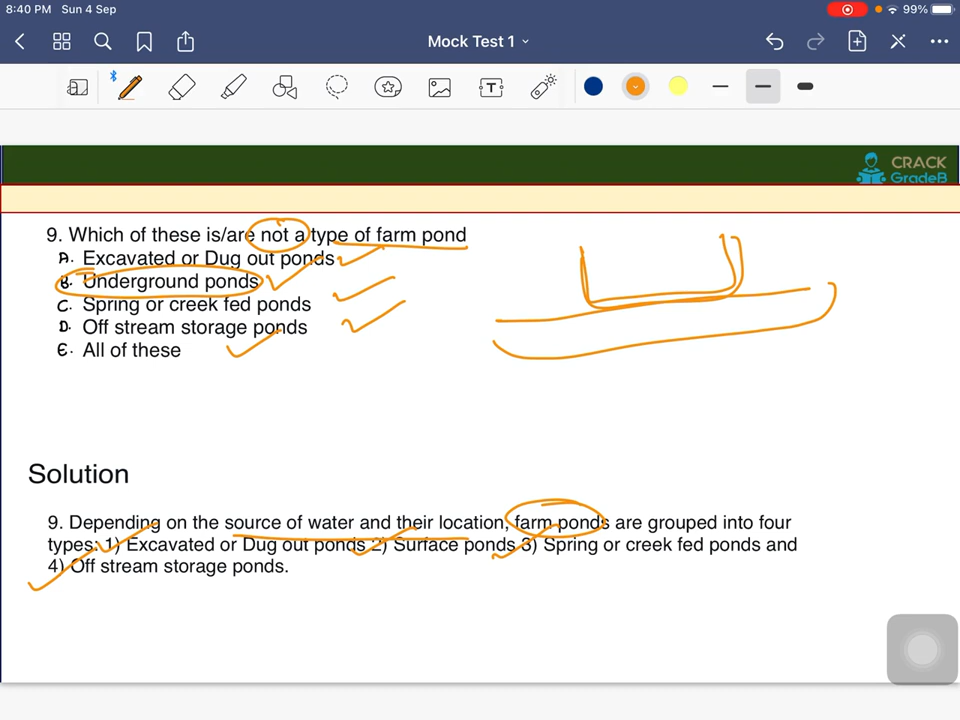 8:40 PM Sun 4 Sep 99%
Mock Test 1
T
CRACK
GradeB
9. Which of these is/are not a type of farm pond
A. Excavated or Dug out ponds
B. Underground ponds
C. Spring or creek fed ponds
D. Off stream storage ponds
E. All of these
Solution
9. Depending on the source of water and their location, farm ponds are grouped into four
types: 1) Excavated or Dug out ponds 2) Surface ponds 3) Spring or creek fed ponds and
4) Off stream storage ponds.